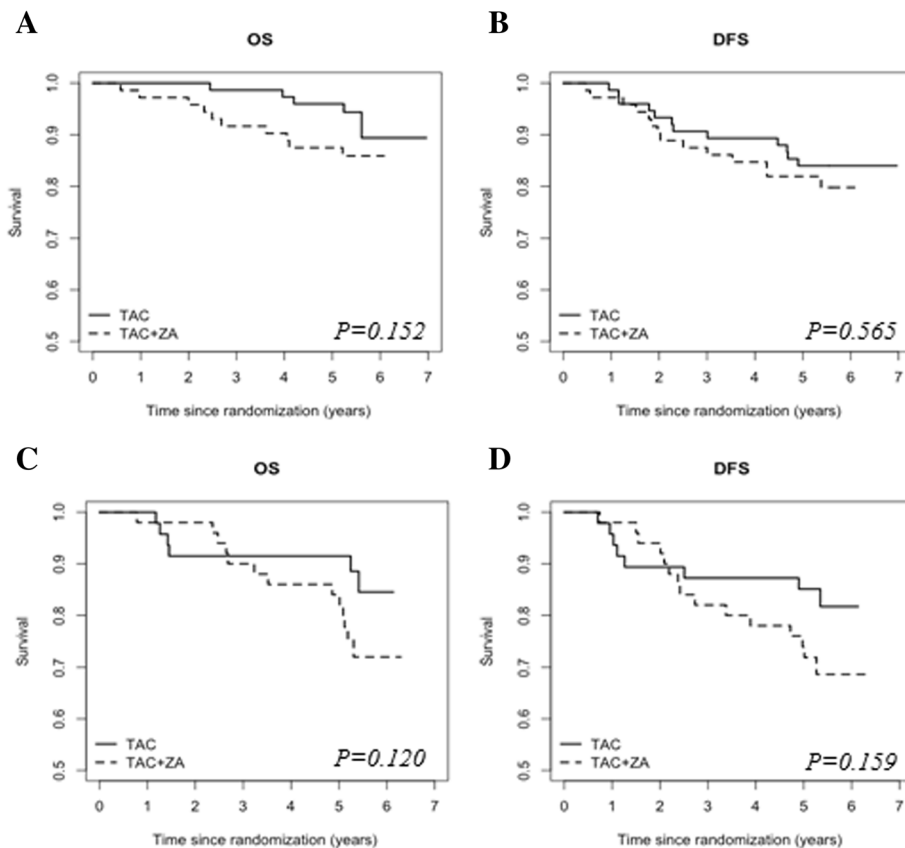 A
OS
Survival
1.0
0.9
0.8
0.7
0.6
0.5
TAC
TAC+ZA
P=0.152
0 1 2 3 4 5 6 7
Time since randomization (years)
B
DFS
Survival
1.0
0.9
0.8
0.7
0.6
0.5
TAC
TAC+ZA
P=0.565
0 1 2 3 4 5 6 7
Time since randomization (years)
C
OS
Survival
1.0
0.9
0.8
0.7
0.6
0.5
TAC
TAC+ZA
P=0.120
0 1 2 3 4 5 6 7
Time since randomization (years)
D
DFS
Survival
1.0
0.9
0.8
0.7
0.6
0.5
TAC
TAC+ZA
P=0.159
0 1 2 3 4 5 6 7
Time since randomization (years)